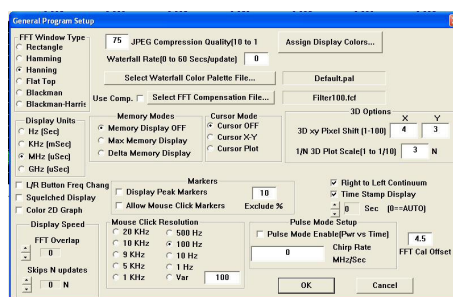 General Program Setup
FFT Window Type
Rectangle
Hamming
Hanning
Flat Top
Blackman
Blackman-Harris
75 JPEG Compression Quality(10 to 1
Assign Display Colors...
Waterfall Rate(0 to 60 Secs/update) 0
Select Waterfall Color Palette File...
Default.pal
Use Comp.
Select FFT Compensation File...
Filter100.fcf
Display Units
Hz (Sec)
KHz (mSec)
MHz (uSec)
GHz (uSec)
Memory Modes
Memory Display OFF
Max Memory Display
Delta Memory Display
Cursor Mode
Cursor OFF
Cursor X-Y
Cursor Plot
3D Options
X Y
3D xy Pixel Shift (1-100) 4 3
1/N 3D Plot Scale(1 to 1/10) 3 N
L/R Button Freq Chang
Squelched Display
Color 2D Graph
Markers
Display Peak Markers
Allow Mouse Click Markers
10
Exclude %
Right to Left Continuum
Time Stamp Display
0 Sec (0==AUTO)
Display Speed
FFT Overlap
0
Skips N updates
0 N
Mouse Click Resolution
20 KHz
10 KHz
9 KHz
5 KHz
1 KHz
500 Hz
100 Hz
10 Hz
1 Hz
Var 100
Pulse Mode Setup
Pulse Mode Enable(Pwr vs Time)
0
Chirp Rate
MHz/Sec
4.5
FFT Cal Offset
OK
Cancel